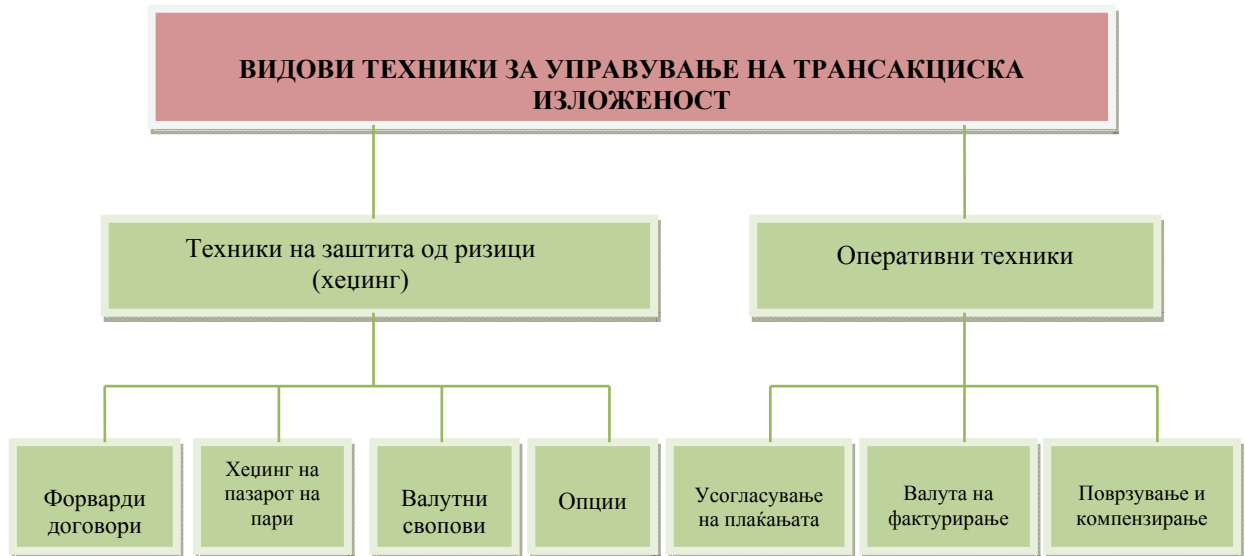 ВИДОВИ ТЕХНИКИ ЗА УПРАВУВАЊЕ НА ТРАНСАКЦИСКА
ИЗЛОЖЕНОСТ
Техники на заштита од ризици
(хеџинг)
Оперативни техники
Форварди
договори
Хеџинг на
пазарот на
пари
Валутни
свопови
Опции
Усогласување
на плаќањата
Валута на
фактурирање
Поврзување и
компензирање